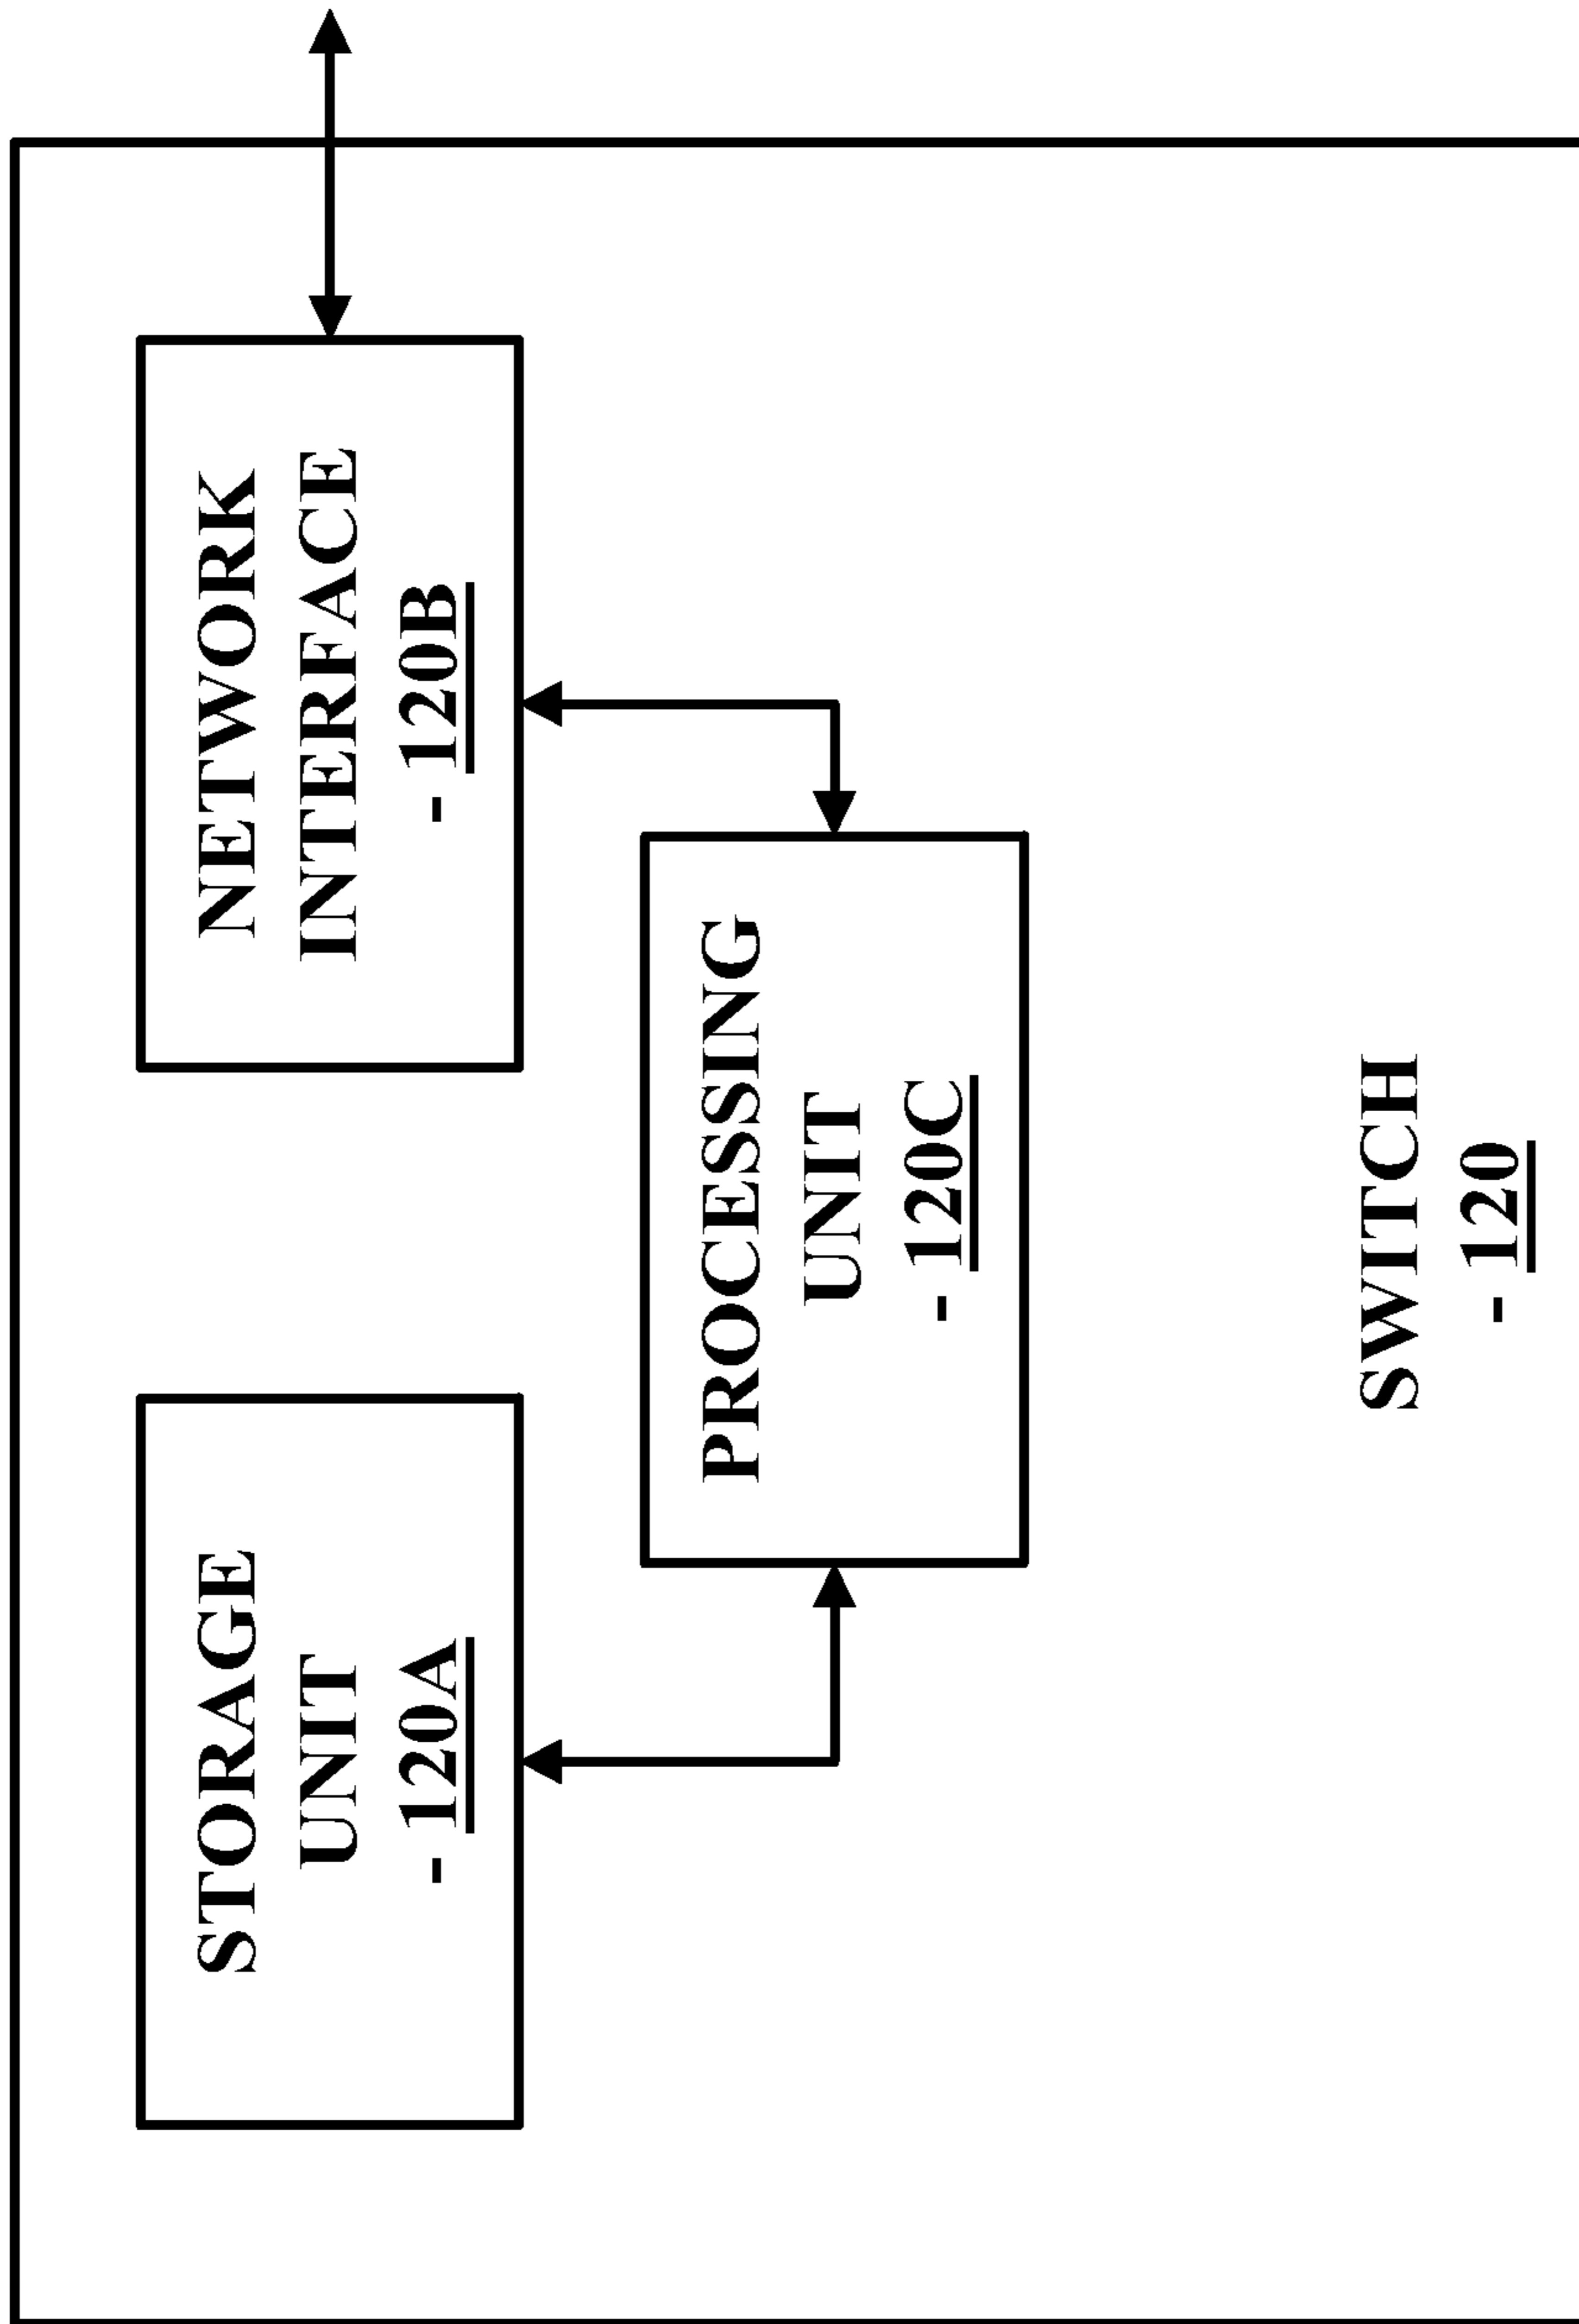 STORAGE
UNIT
- 120A
NETWORK
INTERFACE
- 120B
PROCESSING
UNIT
- 120C
SWITCH
- 120